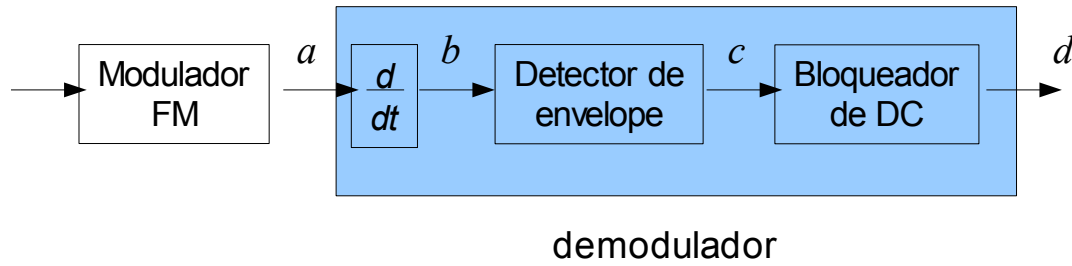 Modulador
FM
a
d
dt
b
Detector de
envelope
c
Bloqueador
de DC
d
demodulador